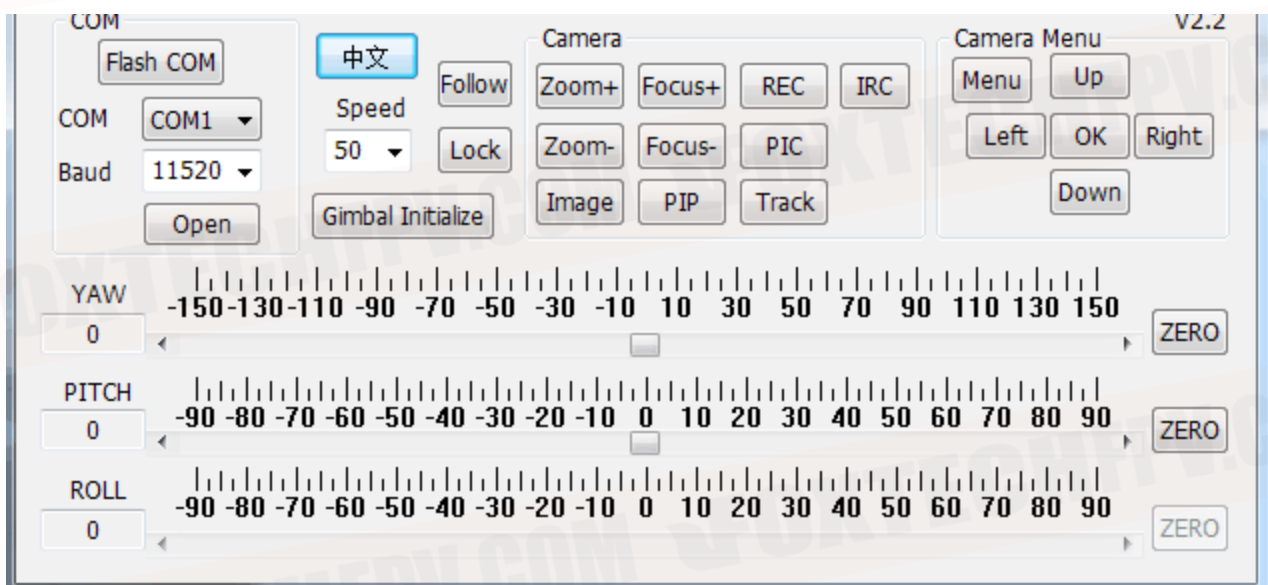 COM
V2.2
Flash COM
中文
Follow
Camera
Zoom+ Focus+ REC IRC
Camera Menu
Menu Up
COM COM1
Speed
50
Lock
Zoom- Focus- PIC
Left OK Right
Baud 11520
Open
Gimbal Initialize
Image PIP Track
Down
YAW
-150 -130 -110 -90 -70 -50 -30 -10 10 30 50 70 90 110 130 150
0
ZERO
PITCH
-90 -80 -70 -60 -50 -40 -30 -20 -10 0 10 20 30 40 50 60 70 80 90
0
ZERO
ROLL
-90 -80 -70 -60 -50 -40 -30 -20 -10 0 10 20 30 40 50 60 70 80 90
0
ZERO